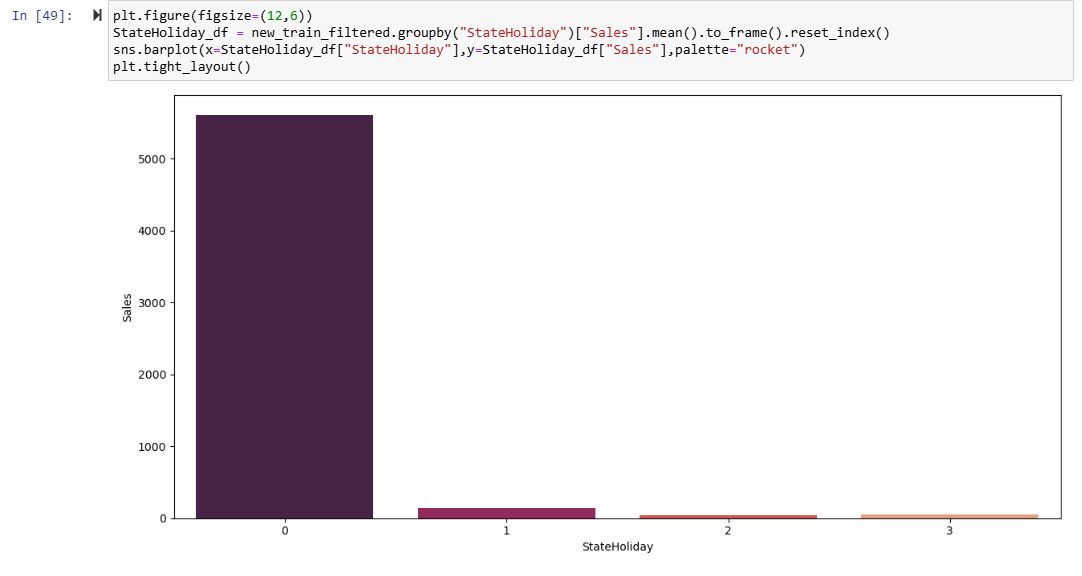 In [49]:
plt.figure(figsize=(12,6))
StateHoliday_df = new_train_filtered.groupby("StateHoliday")["Sales"].mean().to_frame().reset_index()
sns.barplot(x=StateHoliday_df["StateHoliday"],y=StateHoliday_df["Sales"],palette="rocket")
plt.tight_layout()
5000
4000
3000
2000
1000
0
Sales
0 1 2 3
StateHoliday